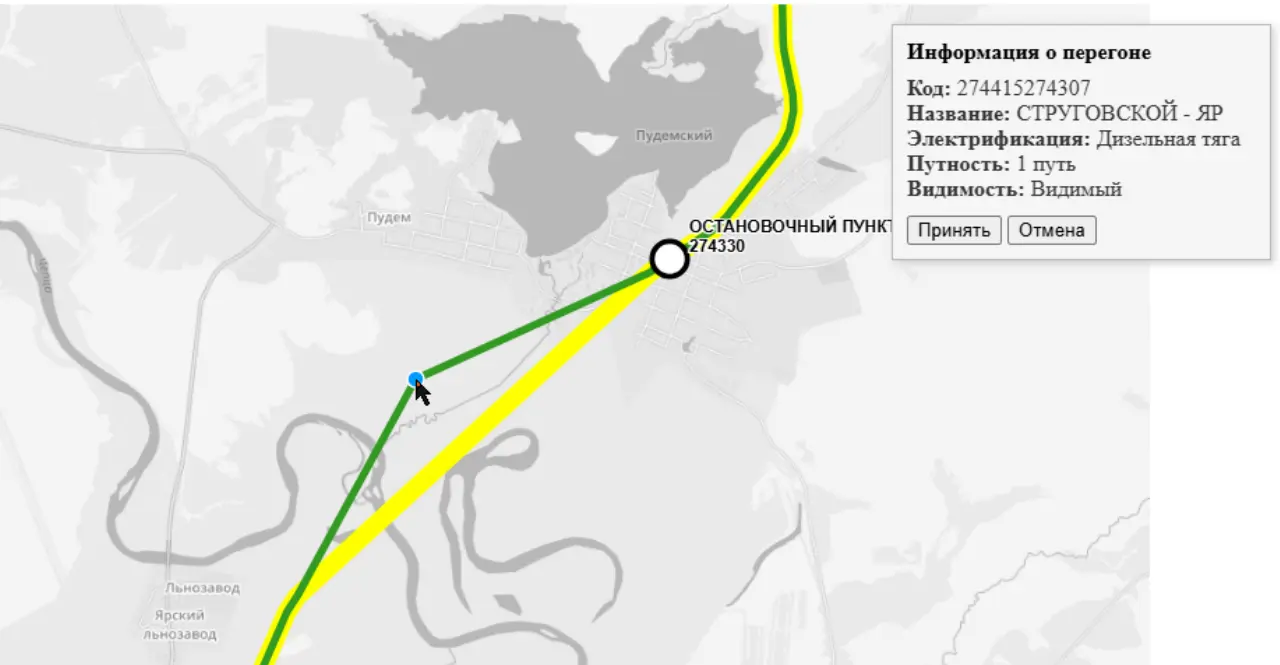 Информация о перегоне
Код: 274415274307
Название: СТРУГОВСКОЙ - ЯР
Электрификация: Дизельная тяга
Путность: 1 путь
Видимость: Видимый
Принять Отмена
Пудемский
Пудем
ОСТАНОВОЧНЫЙ ПУНКТ
274330
Льнозавод
Ярский
льнозавод